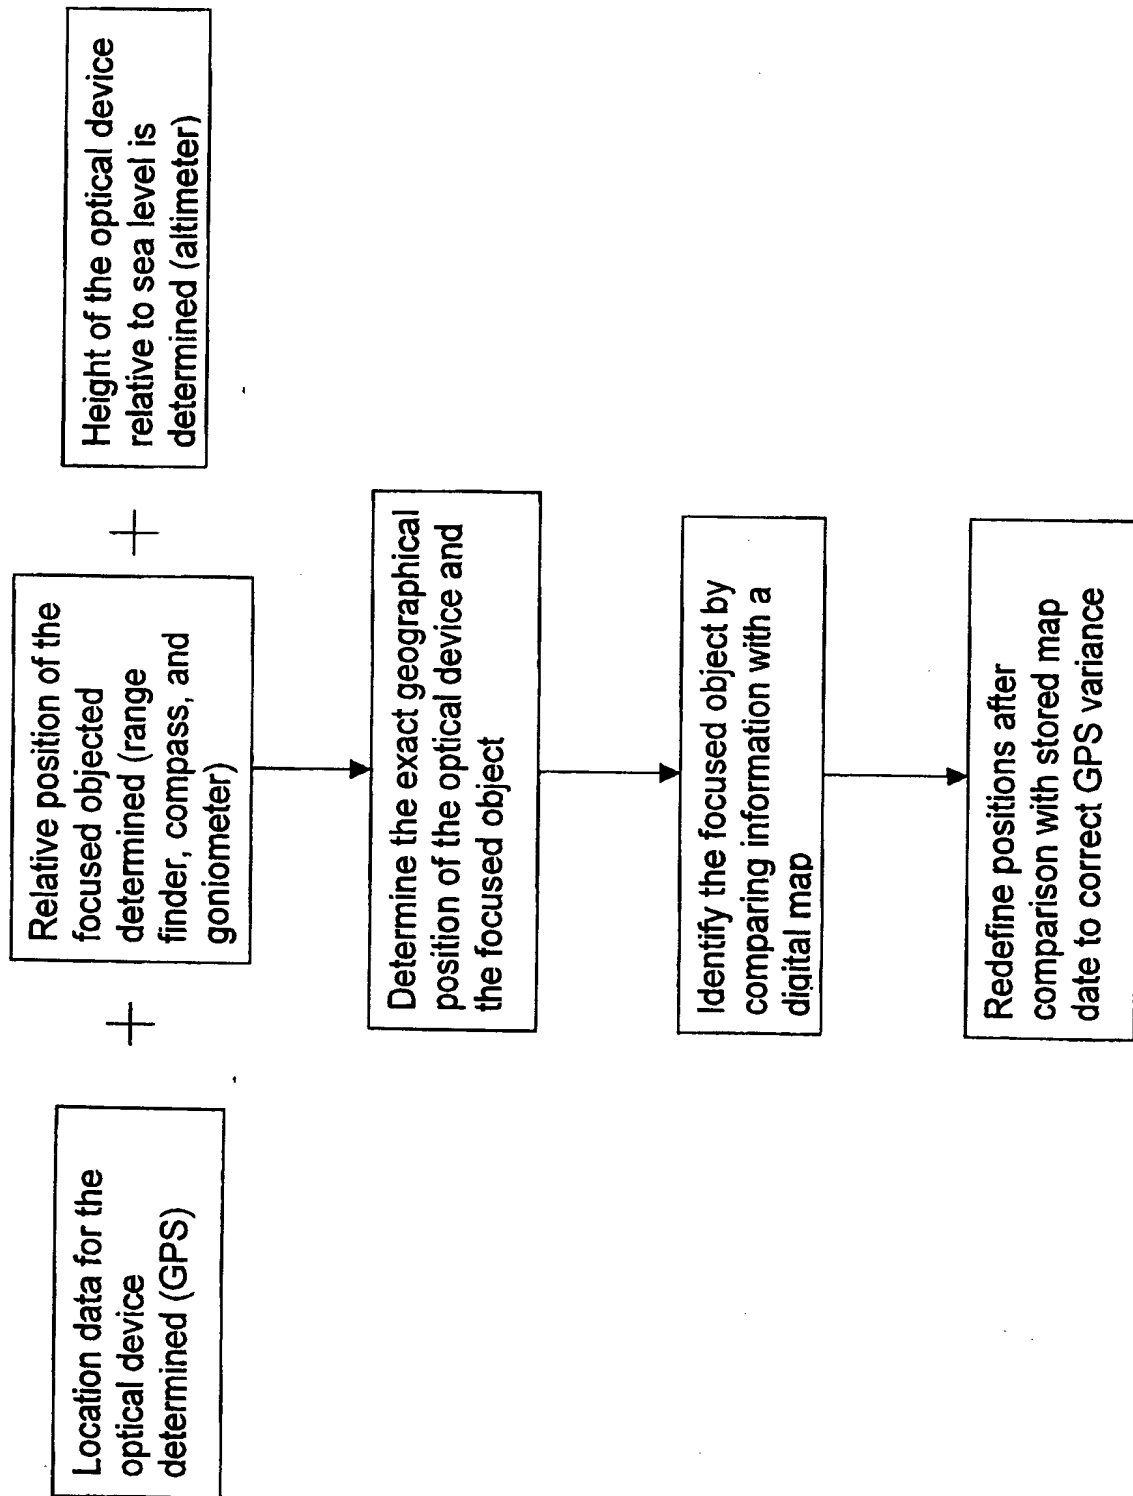 Location data for the
optical device
determined (GPS)
+
Relative position of the
focused objected
determined (range
finder, compass, and
goniometer)
+
Height of the optical device
relative to sea level is
determined (altimeter)
Determine the exact geographical
position of the optical device and
the focused object
Identify the focused object by
comparing information with a
digital map
Redefine positions after
comparison with stored map
date to correct GPS variance